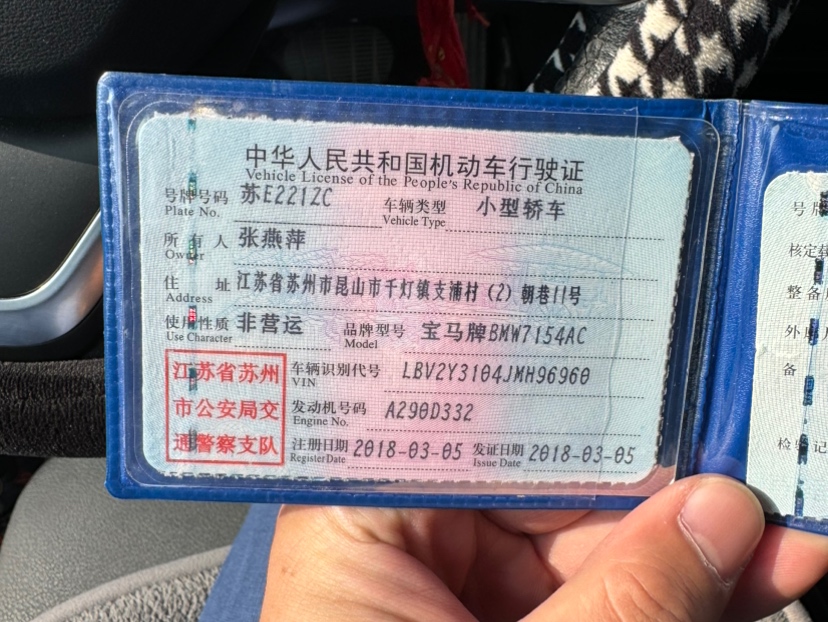 中华人民共和国机动车行驶证
Vehicle License of the People's Republic of China
号牌号码 苏E221ZC 车辆类型 小型轿车
Plate No. Vehicle Type
所有人 张燕萍
Owner
住址 江苏省苏州市昆山市千灯镇支浦村（2）朝巷11号
Address
使用性质 非营运 品牌型号 宝马牌BMW7154AC
Use Character Model
江苏省苏州
市公安局交
通警察支队
车辆识别代号 LBV2Y3104JMH96960
VIN
发动机号码 A290D332
Engine No.
注册日期 2018-03-05 发证日期 2018-03-05
Register Date Issue Date
号牌
核定载
整备
外
备
检验记